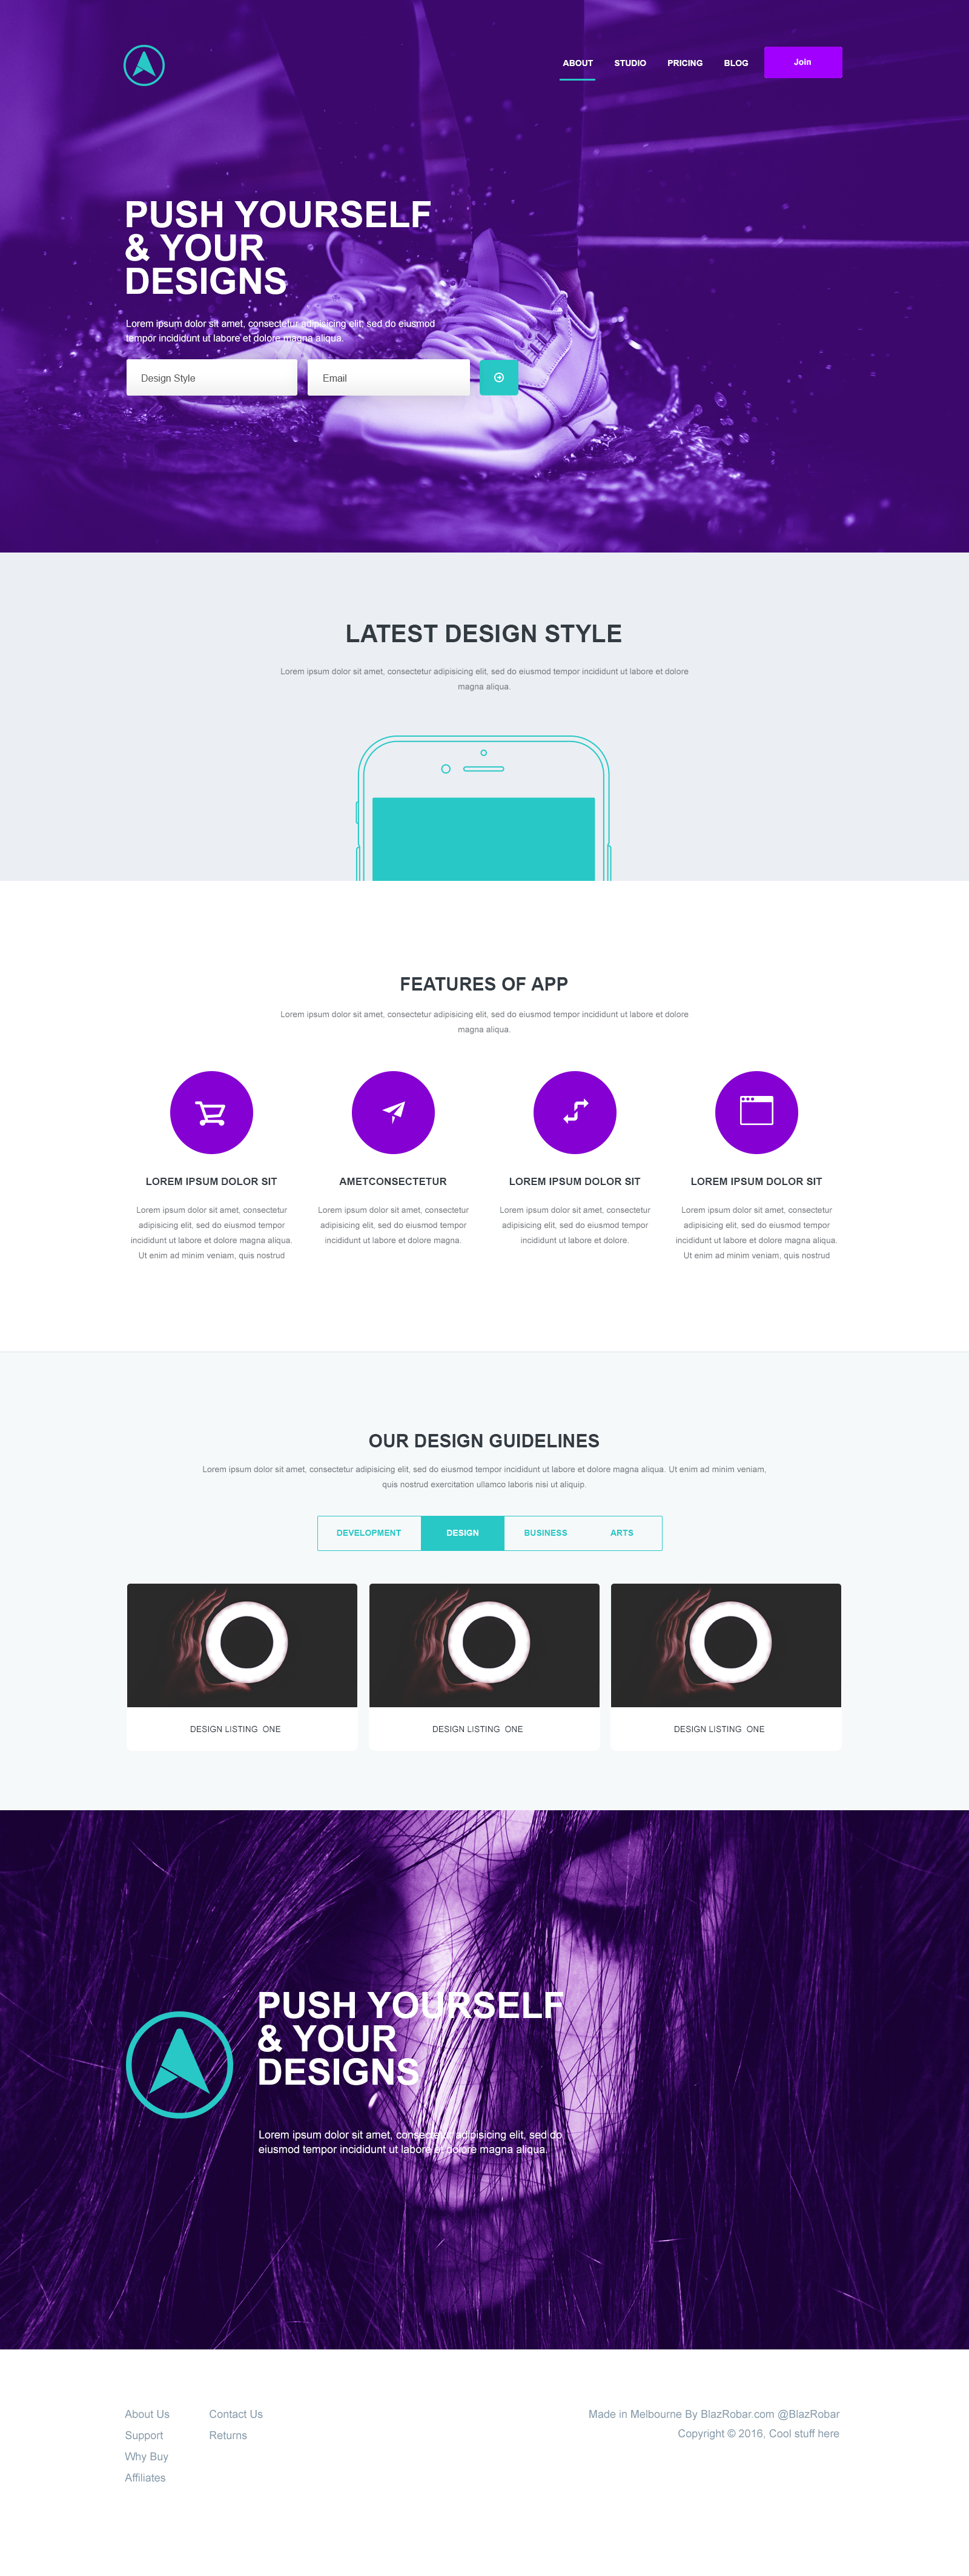 ABOUT STUDIO PRICING BLOG Join
PUSH YOURSELF
& YOUR
DESIGNS
Lorem ipsum dolor sit amet, consectetur adipisicing elit, sed do eiusmod
tempor incididunt ut labore et dolore magna aliqua.
Design Style Email
LATEST DESIGN STYLE
Lorem ipsum dolor sit amet, consectetur adipisicing elit, sed do eiusmod tempor incididunt ut labore et dolore
magna aliqua.
FEATURES OF APP
Lorem ipsum dolor sit amet, consectetur adipisicing elit, sed do eiusmod tempor incididunt ut labore et dolore
magna aliqua.
LOREM IPSUM DOLOR SIT
Lorem ipsum dolor sit amet, consectetur
adipisicing elit, sed do eiusmod tempor
incididunt ut labore et dolore magna aliqua.
Ut enim ad minim veniam, quis nostrud
AMETCONSECTETUR
Lorem ipsum dolor sit amet, consectetur
adipisicing elit, sed do eiusmod tempor
incididunt ut labore et dolore magna.
LOREM IPSUM DOLOR SIT
Lorem ipsum dolor sit amet, consectetur
adipisicing elit, sed do eiusmod tempor
incididunt ut labore et dolore.
LOREM IPSUM DOLOR SIT
Lorem ipsum dolor sit amet, consectetur
adipisicing elit, sed do eiusmod tempor
incididunt ut labore et dolore magna aliqua.
Ut enim ad minim veniam, quis nostrud
OUR DESIGN GUIDELINES
Lorem ipsum dolor sit amet, consectetur adipisicing elit, sed do eiusmod tempor incididunt ut labore et dolore magna aliqua. Ut enim ad minim veniam,
quis nostrud exercitation ullamco laboris nisi ut aliquip.
DEVELOPMENT DESIGN BUSINESS ARTS
DESIGN LISTING ONE
DESIGN LISTING ONE
DESIGN LISTING ONE
PUSH YOURSELF
& YOUR
DESIGNS
Lorem ipsum dolor sit amet, consectetur adipisicing elit, sed do
eiusmod tempor incididunt ut labore et dolore magna aliqua.
About Us
Support
Why Buy
Affiliates
Contact Us
Returns
Made in Melbourne By BlazRobar.com @BlazRobar
Copyright © 2016, Cool stuff here